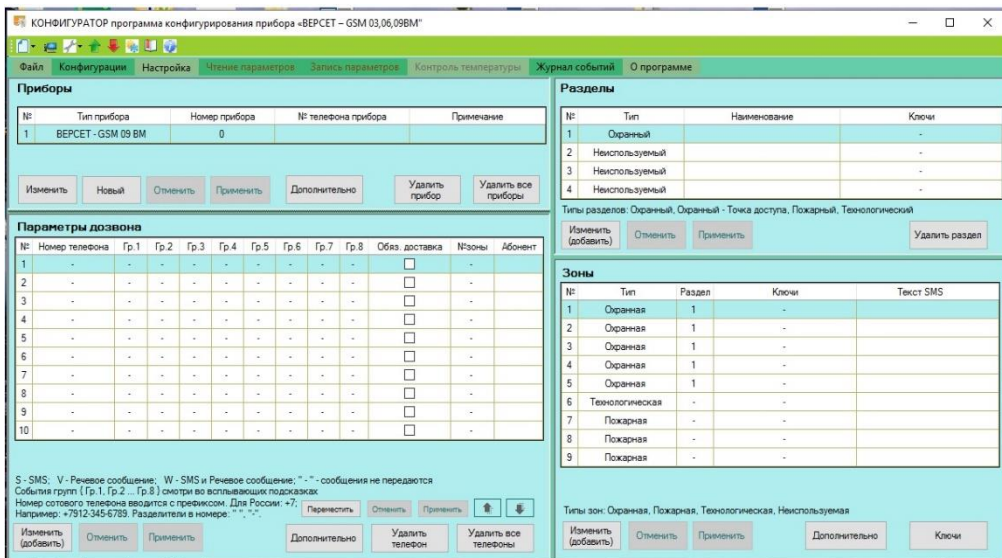 КОНФИГУРАТОР программа конфигурирования прибора «ВЕРСЕТ – GSM 03,06,09ВМ"
Файл Конфигурации Настройка Чтение параметров Запись параметров Контроль температуры Журнал событий О программе
Приборы
№ Тип прибора Номер прибора № телефона прибора Примечание
1 ВЕРСЕТ - GSM 09 ВМ 0
Изменить Новый Отменить Применить Дополнительно Удалить прибор Удалить все приборы
Параметры дозвона
№ Номер телефона Гр.1 Гр.2 Гр.3 Гр.4 Гр.5 Гр.6 Гр.7 Гр.8 Обяз. доставка №зоны Абонент
1 - - - - - - - - - -
2 - - - - - - - - - -
3 - - - - - - - - - -
4 - - - - - - - - - -
5 - - - - - - - - - -
6 - - - - - - - - - -
7 - - - - - - - - - -
8 - - - - - - - - - -
9 - - - - - - - - - -
10 - - - - - - - - - -
S - SMS; V - Речевое сообщение; W - SMS и Речевое сообщение; " - " - сообщения не передаются
События групп ( Гр.1, Гр.2 ... Гр.8 ) смотри во всплывающих подсказках
Номер сотового телефона вводится с префиксом. Для России: +7;
Например: +7912-345-6789. Разделители в номере: " ", "-".
Переместить Отменить Применить
Изменить (добавить) Отменить Применить Дополнительно Удалить телефон Удалить все телефоны
Разделы
№ Тип Наименование Ключи
1 Охранный -
2 Неиспользуемый -
3 Неиспользуемый -
4 Неиспользуемый -
Типы разделов: Охранный, Охранный - Точка доступа, Пожарный, Технологический
Изменить (добавить) Отменить Применить Удалить раздел
Зоны
№ Тип Раздел Ключи Текст SMS
1 Охранная 1 -
2 Охранная 1 -
3 Охранная 1 -
4 Охранная 1 -
5 Охранная 1 -
6 Технологическая - -
7 Пожарная - -
8 Пожарная - -
9 Пожарная - -
Типы зон: Охранная, Пожарная, Технологическая, Неиспользуемая
Изменить (добавить) Отменить Применить Дополнительно Ключи